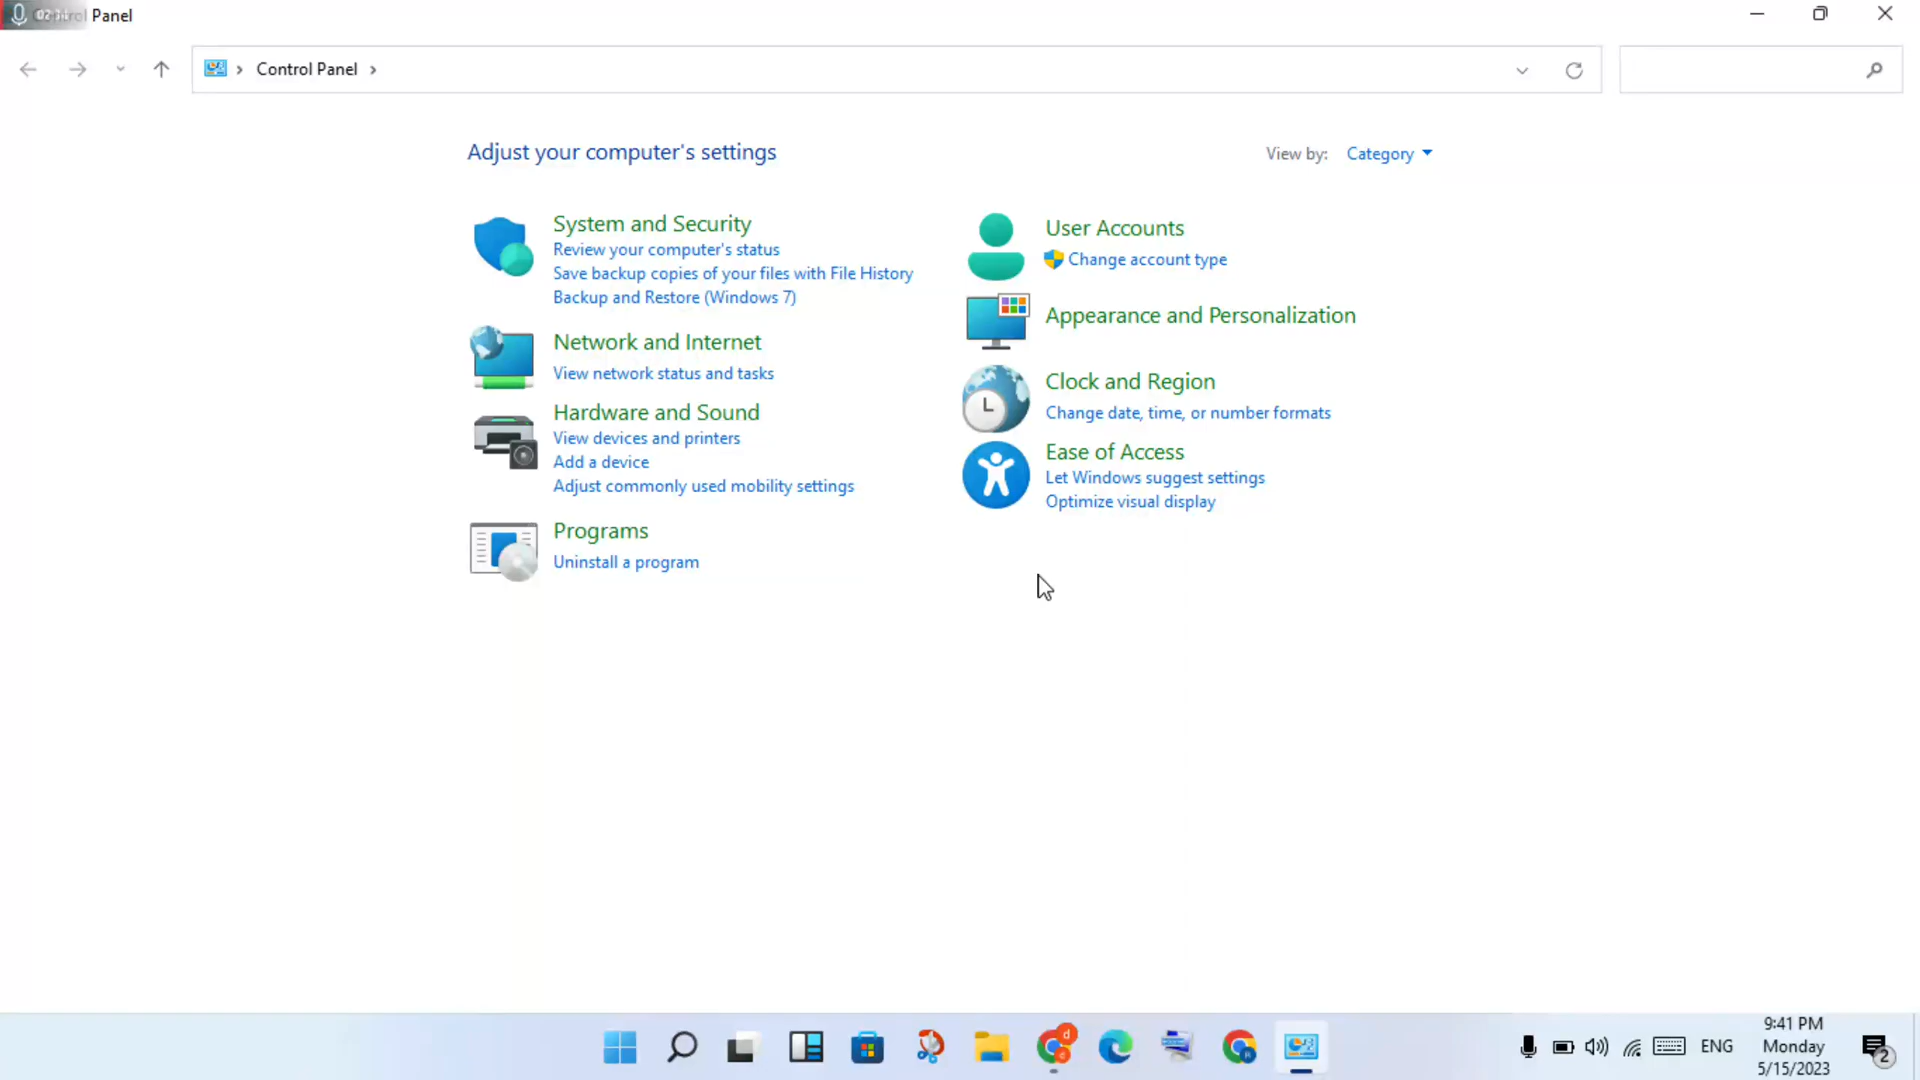 Control Panel
Control Panel
Adjust your computer's settings
View by: Category
System and Security
Review your computer's status
Save backup copies of your files with File History
Backup and Restore (Windows 7)
Network and Internet
View network status and tasks
Hardware and Sound
View devices and printers
Add a device
Adjust commonly used mobility settings
Programs
Uninstall a program
User Accounts
Change account type
Appearance and Personalization
Clock and Region
Change date, time, or number formats
Ease of Access
Let Windows suggest settings
Optimize visual display
ENG
9:41 PM
Monday
5/15/2023
2